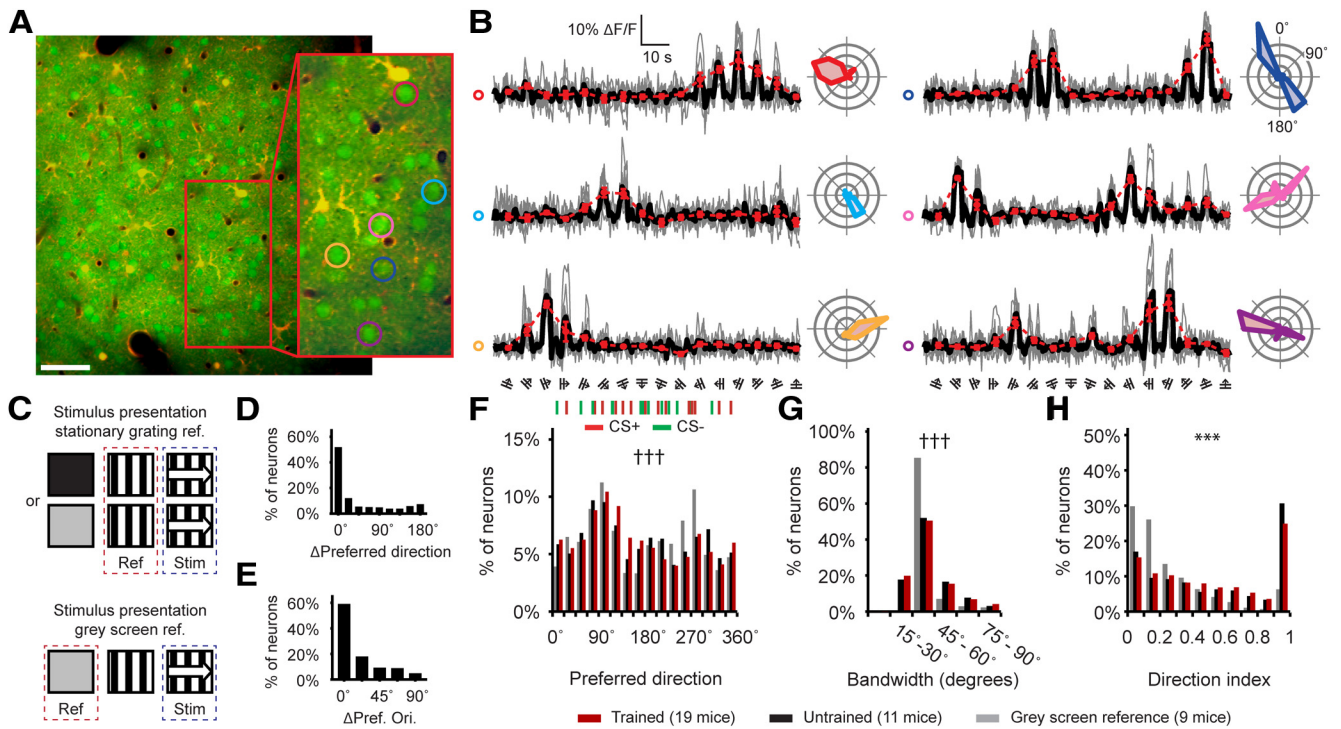 A
B
10% ΔF/F
10 s
0°
90°
180°
C
Stimulus presentation
stationary grating ref.
or
Ref
Stim
Stimulus presentation
grey screen ref.
Ref
Stim
D
% of neurons
60%
40%
20%
0%
0°
90°
180°
ΔPreferred direction
E
% of neurons
60%
40%
20%
0%
0°
45°
90°
ΔPref. Ori.
F
CS+
CS-
†††
% of neurons
15%
10%
5%
0%
0°
90°
180°
270°
360°
Preferred direction
G
†††
% of neurons
100%
80%
60%
40%
20%
0%
15°-30°
45°- 60°
75°- 90°
Bandwidth (degrees)
H
***
% of neurons
50%
40%
30%
20%
10%
0%
0
0.2
0.4
0.6
0.8
1
Direction index
Trained (19 mice)
Untrained (11 mice)
Grey screen reference (9 mice)